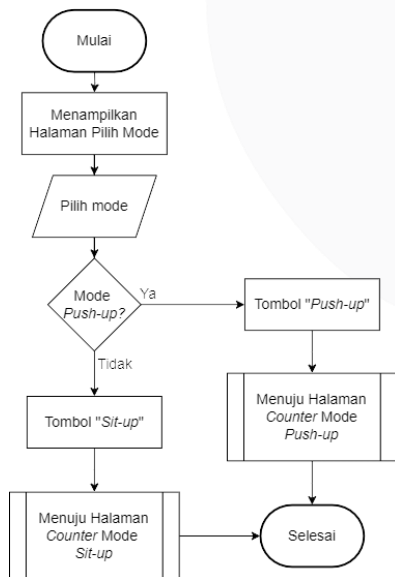 Mulai
Menampilkan
Halaman Pilih Mode
Pilih mode
Mode
Push-up?
Ya
Tombol "Push-up"
Tidak
Menuju Halaman
Counter Mode
Push-up
Tombol "Sit-up"
Menuju Halaman
Counter Mode
Sit-up
Selesai